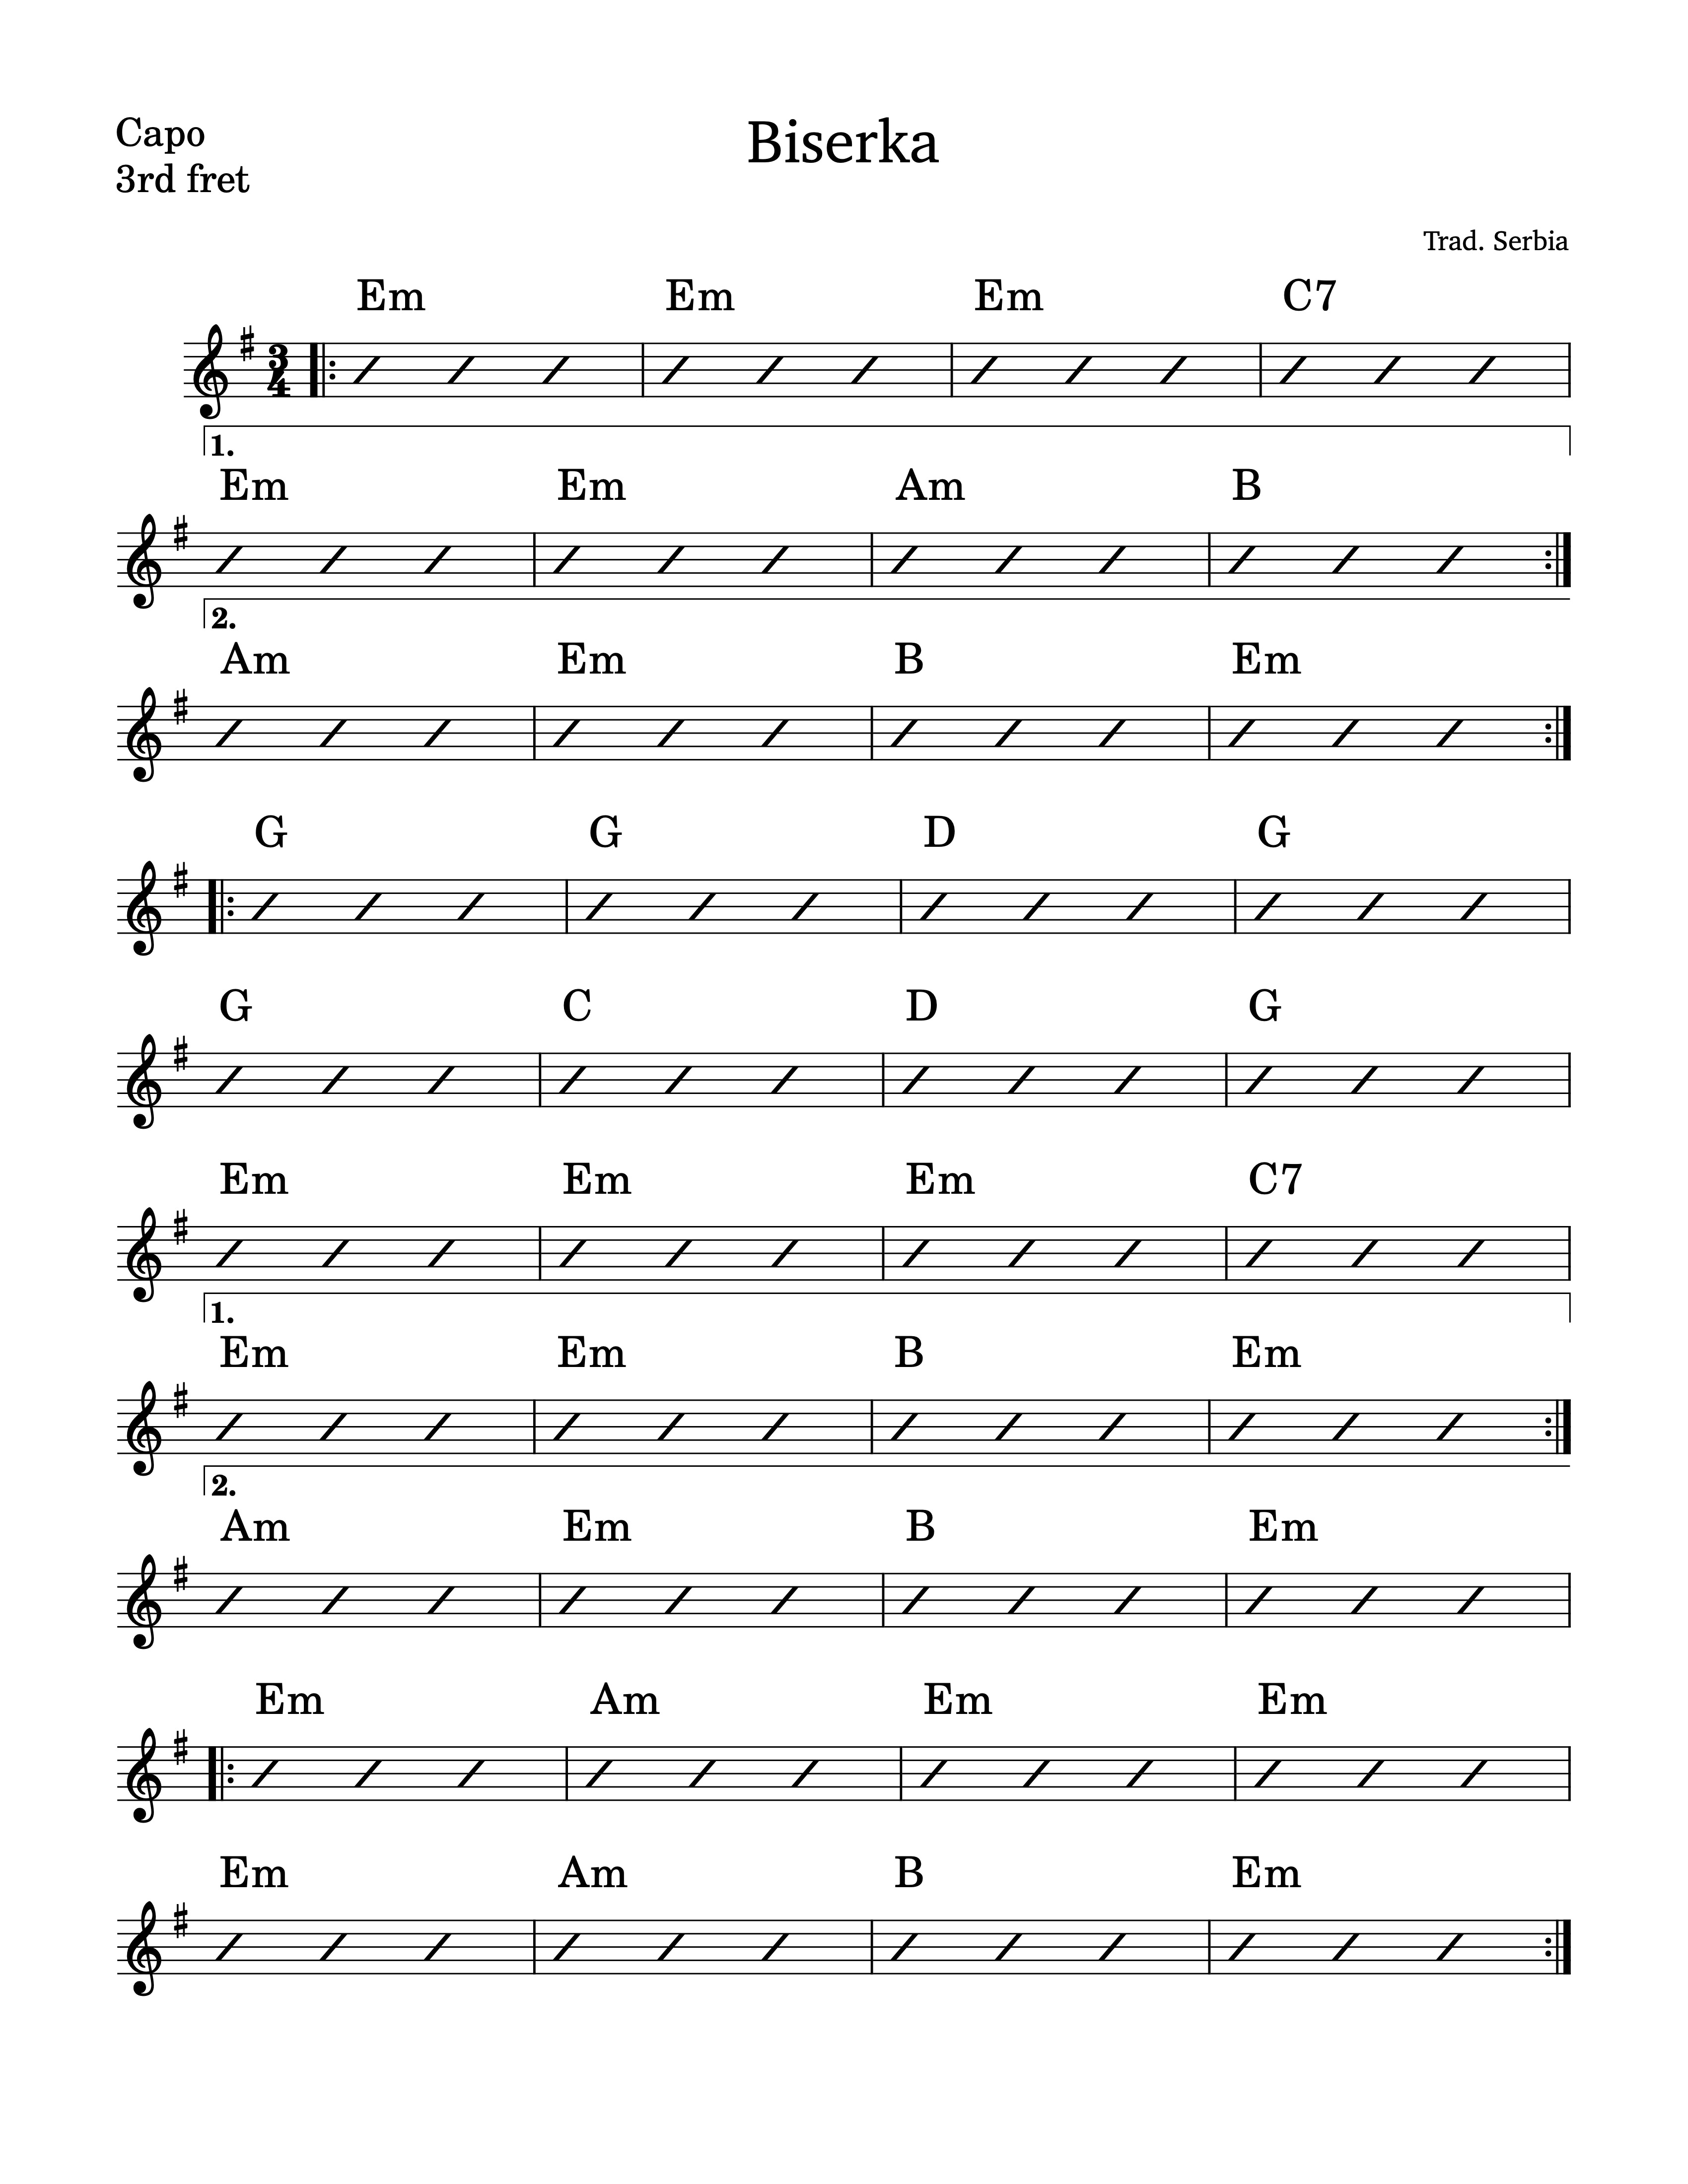 Capo
3rd fret
Biserka
Trad. Serbia
Em Em Em C7
3
4
1.
Em Em Am B
2.
Am Em B Em
G G D G
G C D G
Em Em Em C7
1.
Em Em B Em
2.
Am Em B Em
Em Am Em Em
Em Am B Em